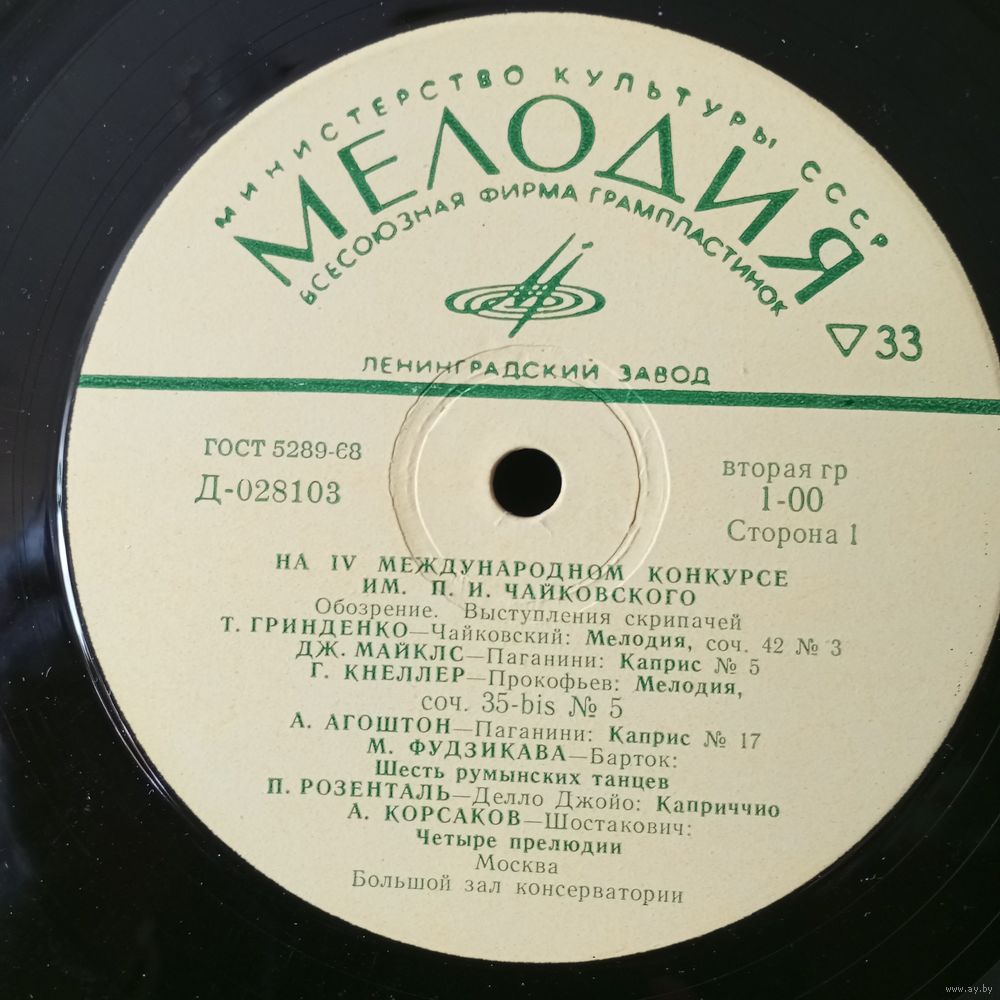 МИНИСТЕРСТВО КУЛЬТУРЫ СССР
МЕЛОДИЯ
ВСЕСОЮЗНАЯ ФИРМА ГРАМПЛАСТИНОК
33
ЛЕНИНГРАДСКИЙ ЗАВОД
ГОСТ 5289-68
Д-028103
вторая гр
1-00
Сторона 1
НА IV МЕЖДУНАРОДНОМ КОНКУРСЕ
ИМ. П. И. ЧАЙКОВСКОГО
Обозрение. Выступления скрипачей
Т. ГРИНДЕНКО—Чайковский: Мелодия, соч. 42 № 3
ДЖ. МАЙКЛС—Паганини: Каприс № 5
Г. КНЕЛЛЕР—Прокофьев: Мелодия,
соч. 35-bis № 5
А. АГОШТОН—Паганини: Каприс № 17
М. ФУДЗИКАВА—Барток:
Шесть румынских танцев
П. РОЗЕНТАЛЬ—Делло Джойо: Каприччио
А. КОРСАКОВ—Шостакович:
Четыре прелюдии
Москва
Большой зал консерватории
www.ay.by